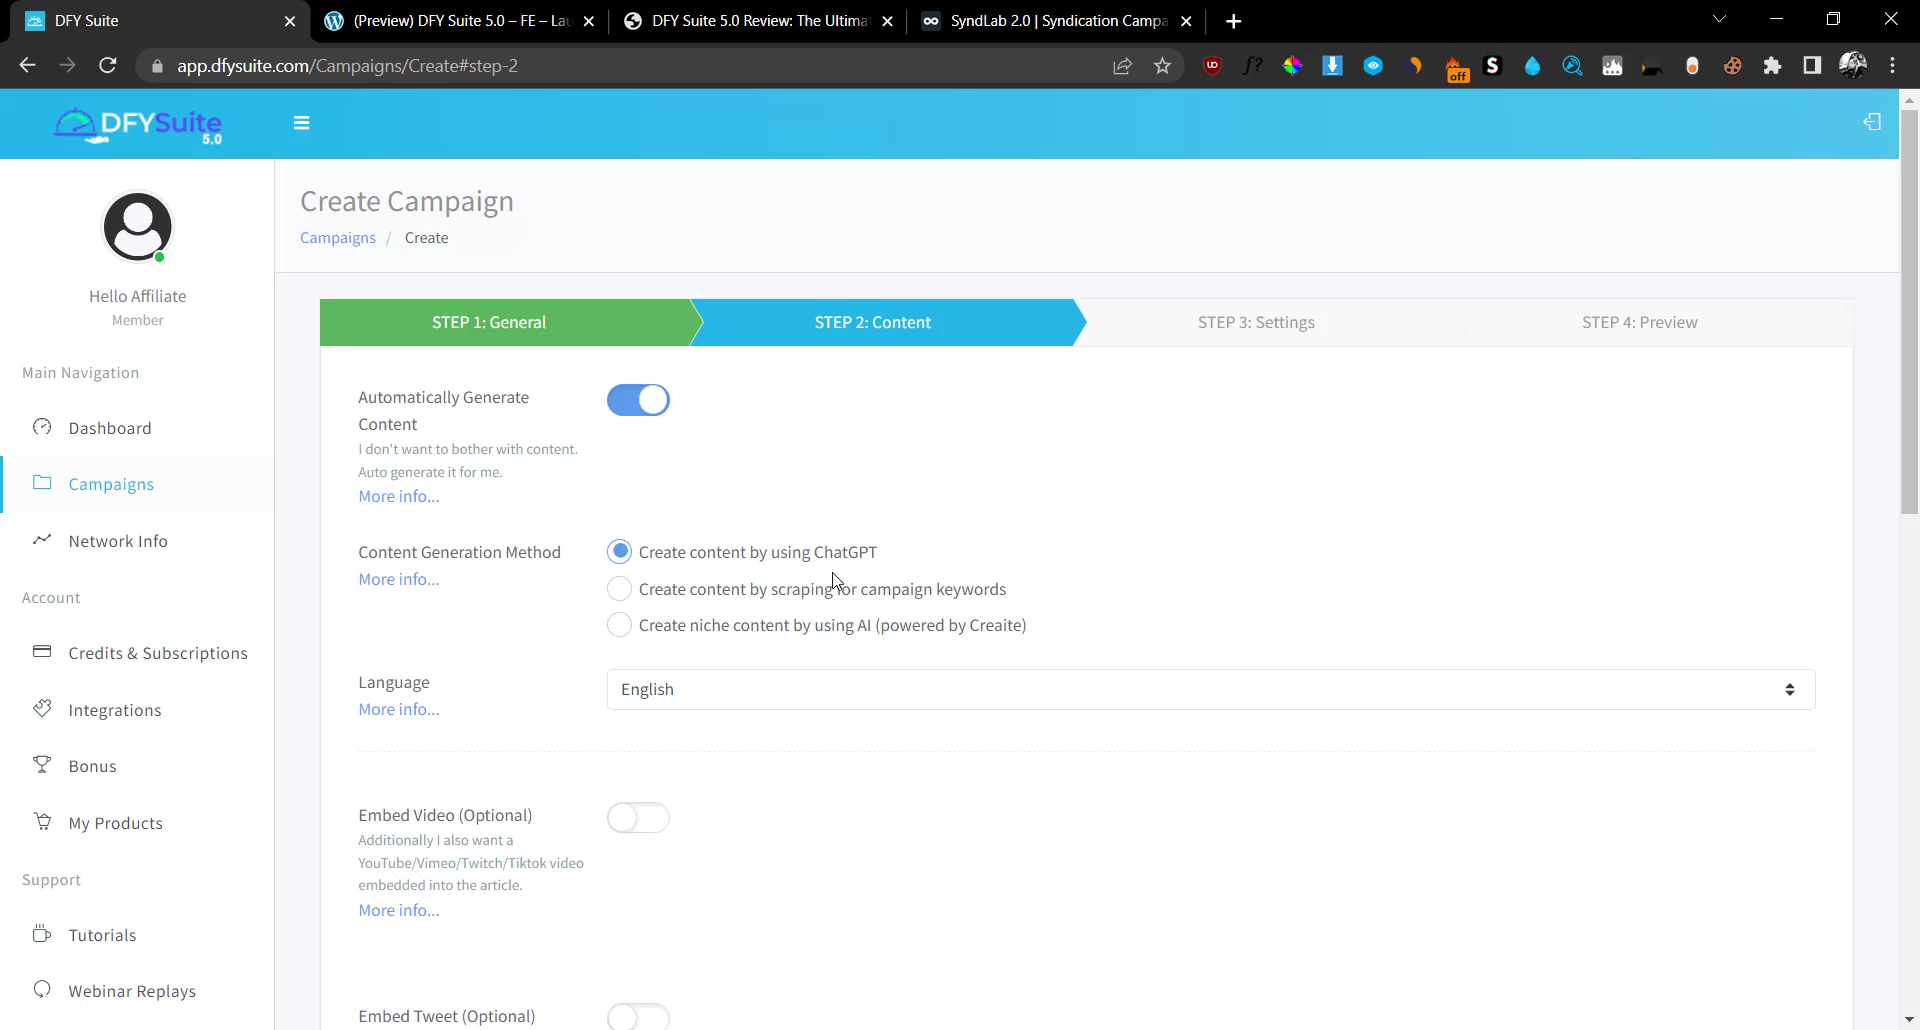 DFY Suite
(Preview) DFY Suite 5.0 – FE – La
DFY Suite 5.0 Review: The Ultima
SyndLab 2.0 | Syndication Campa
app.dfysuite.com/Campaigns/Create#step-2
off
DFYSuite
5.0
Create Campaign
Campaigns / Create
Hello Affiliate
Member
Main Navigation
Dashboard
Campaigns
Network Info
Account
Credits & Subscriptions
Integrations
Bonus
My Products
Support
Tutorials
Webinar Replays
STEP 1: General
STEP 2: Content
STEP 3: Settings
STEP 4: Preview
Automatically Generate
Content
I don't want to bother with content.
Auto generate it for me.
More info...
Content Generation Method
More info...
Create content by using ChatGPT
Create content by scraping for campaign keywords
Create niche content by using AI (powered by Creaite)
Language
More info...
English
Embed Video (Optional)
Additionally I also want a
YouTube/Vimeo/Twitch/Tiktok video
embedded into the article.
More info...
Embed Tweet (Optional)